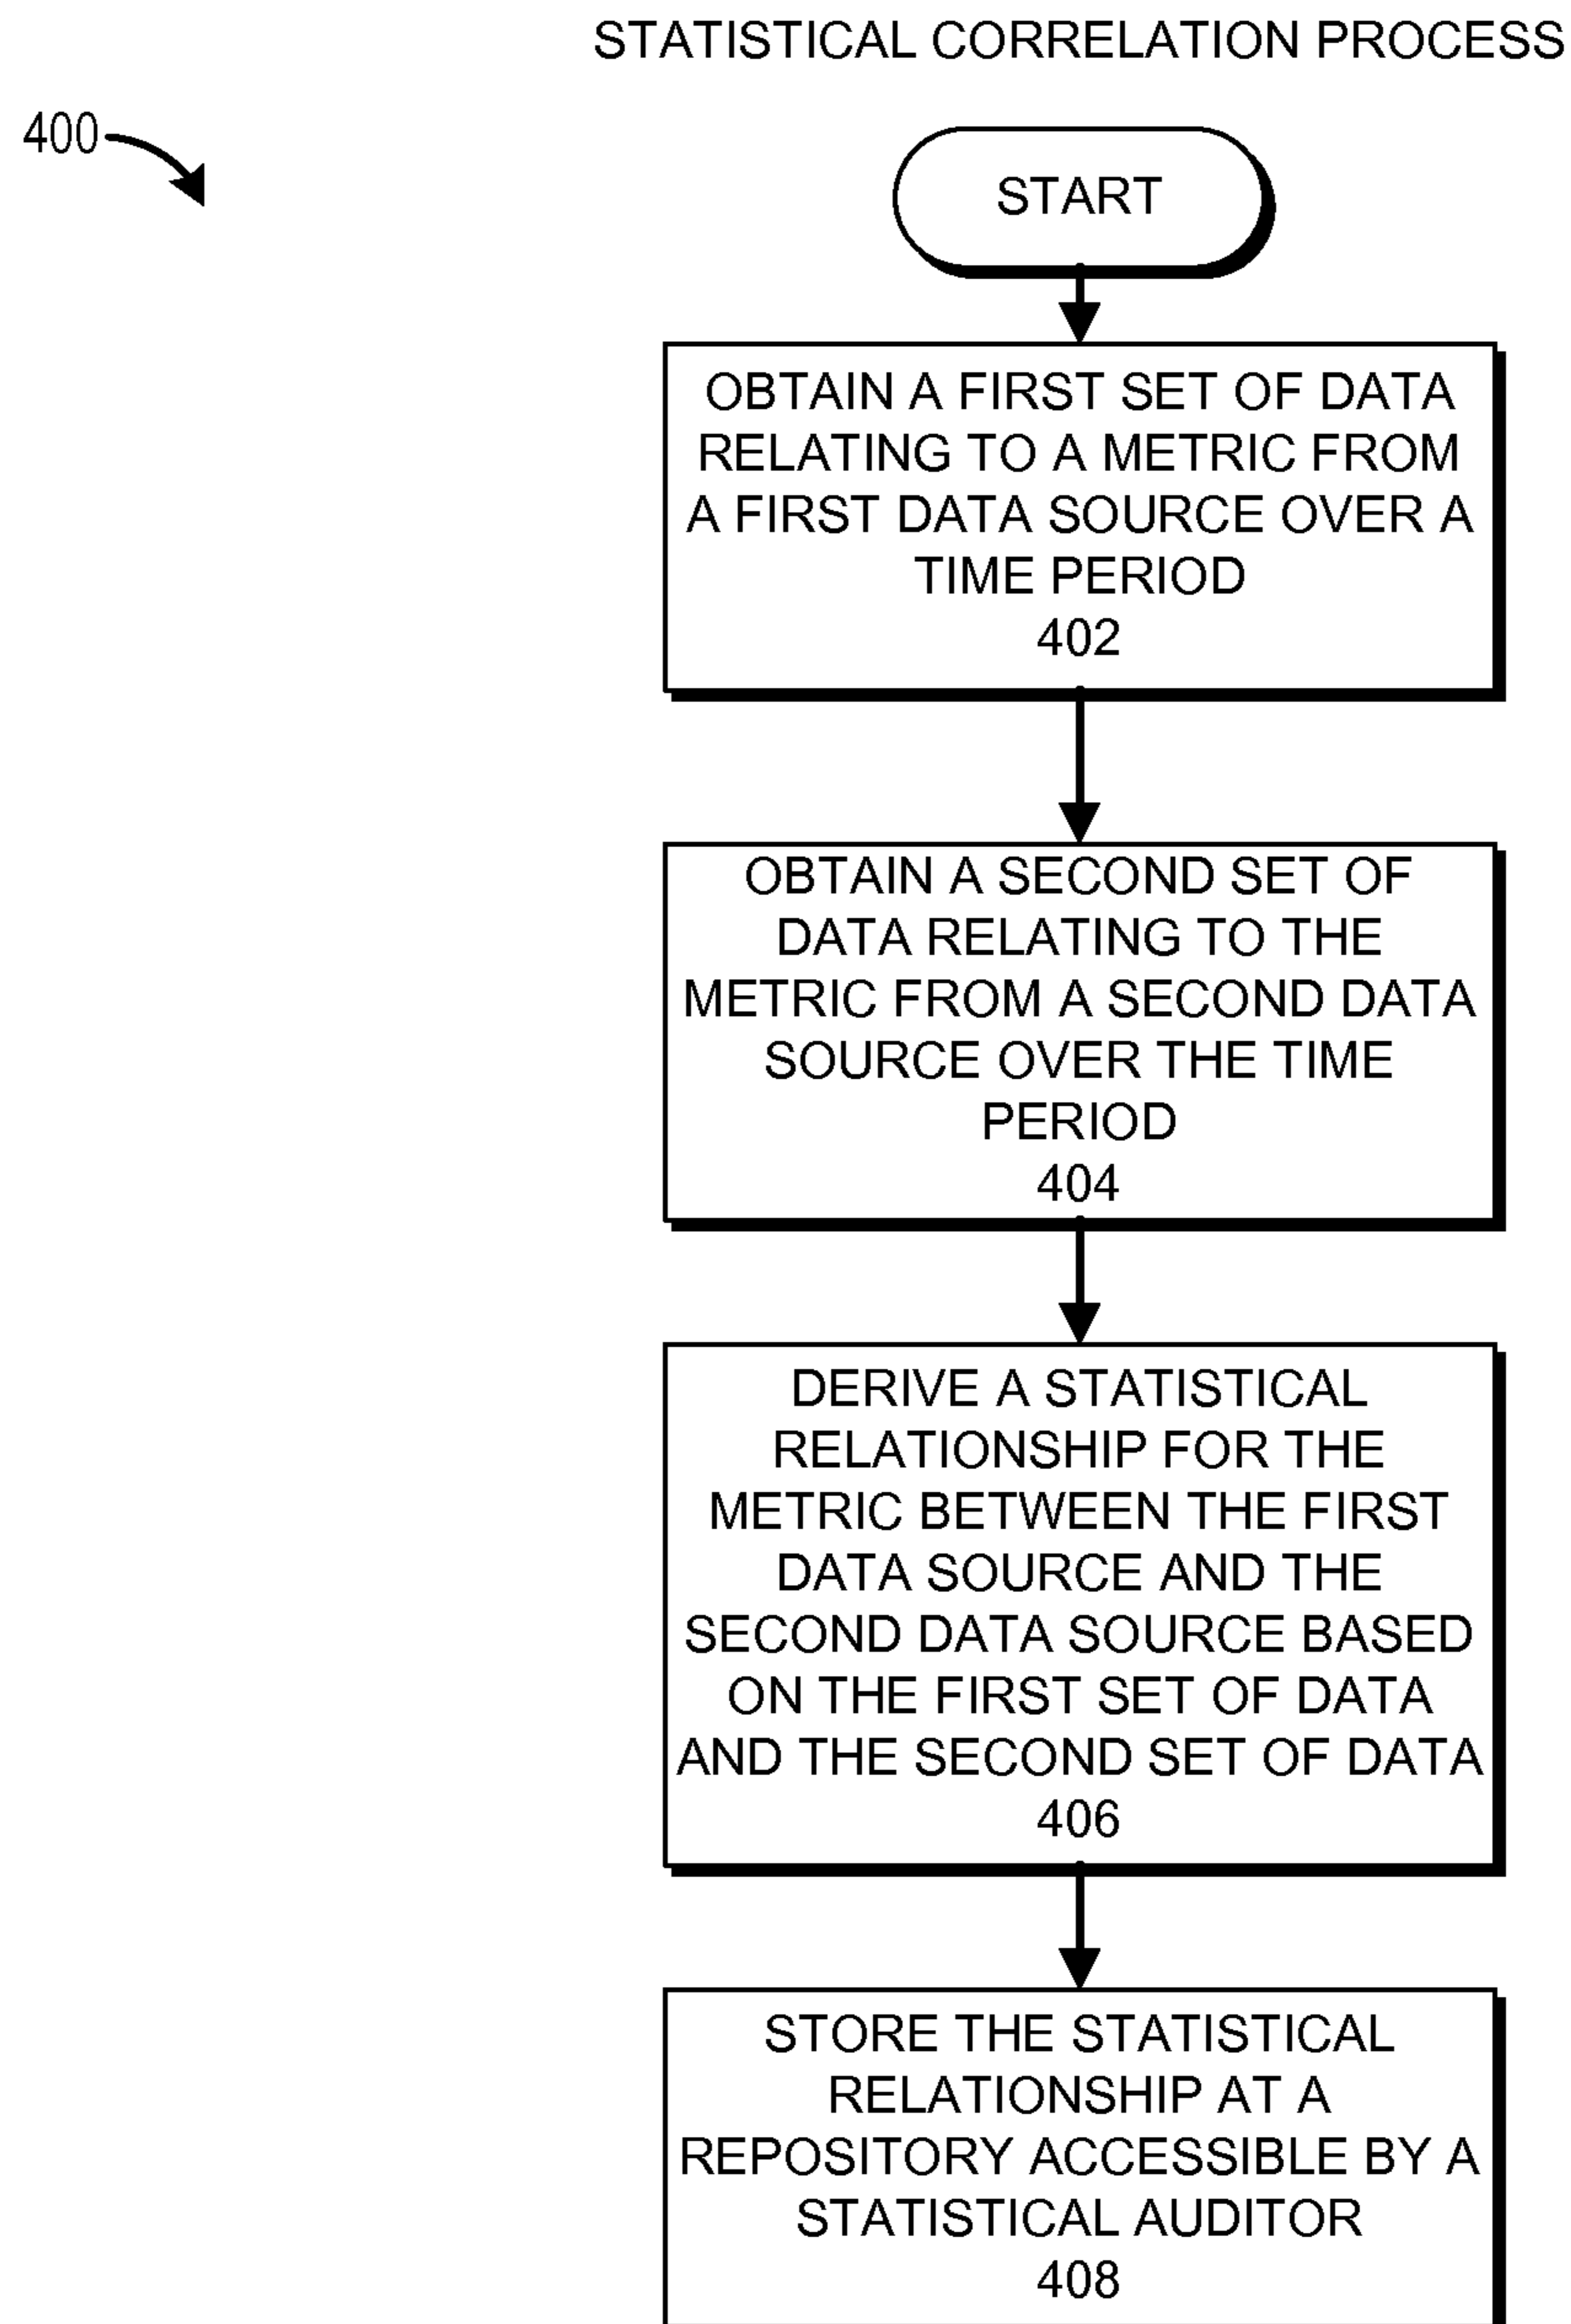 STATISTICAL CORRELATION PROCESS
400
START
OBTAIN A FIRST SET OF DATA
RELATING TO A METRIC FROM
A FIRST DATA SOURCE OVER A
TIME PERIOD
402
OBTAIN A SECOND SET OF
DATA RELATING TO THE
METRIC FROM A SECOND DATA
SOURCE OVER THE TIME
PERIOD
404
DERIVE A STATISTICAL
RELATIONSHIP FOR THE
METRIC BETWEEN THE FIRST
DATA SOURCE AND THE
SECOND DATA SOURCE BASED
ON THE FIRST SET OF DATA
AND THE SECOND SET OF DATA
406
STORE THE STATISTICAL
RELATIONSHIP AT A
REPOSITORY ACCESSIBLE BY A
STATISTICAL AUDITOR
408